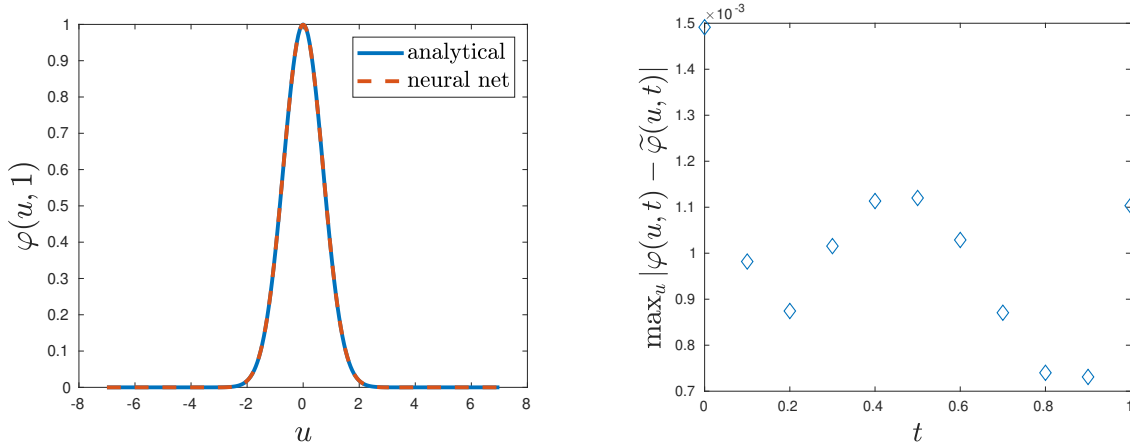 1
0.9
0.8
0.7
0.6
0.5
0.4
0.3
0.2
0.1
0
-8 -6 -4 -2 0 2 4 6 8
u
φ(u, 1)
analytical
neural net
×10⁻³
1.5
1.4
1.3
1.2
1.1
1
0.9
0.8
0.7
0 0.2 0.4 0.6 0.8 1
t
max_u |φ(u, t) − φ̃(u, t)|